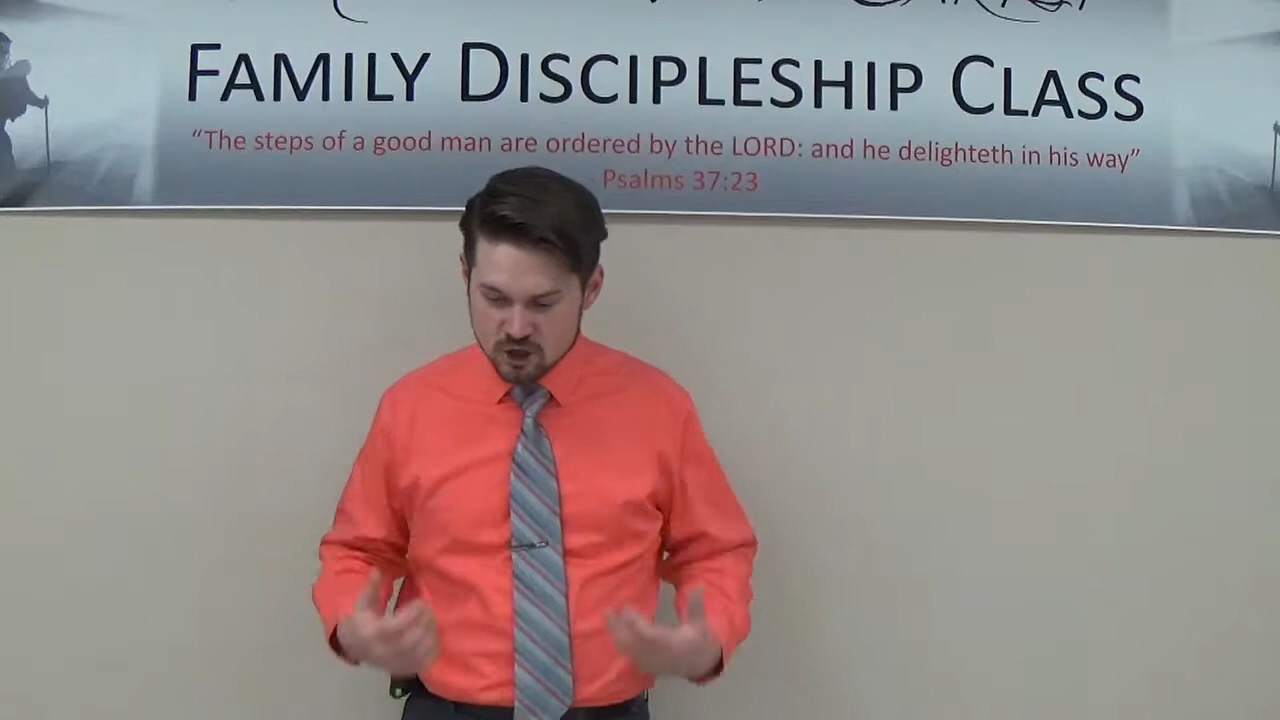 FAMILY DISCIPLESHIP CLASS
“The steps of a good man are ordered by the LORD: and he delighteth in his way”
Psalms 37:23